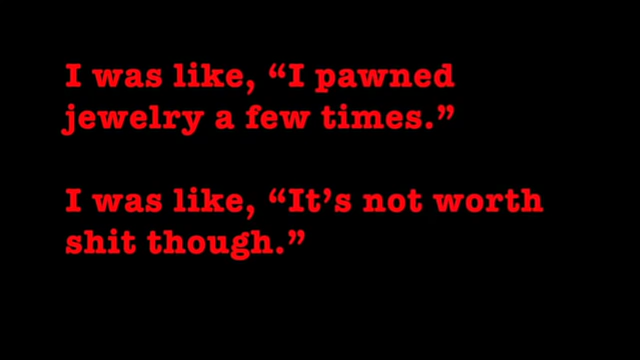 I was like, “I pawned
jewelry a few times.”
I was like, “It’s not worth
shit though.”